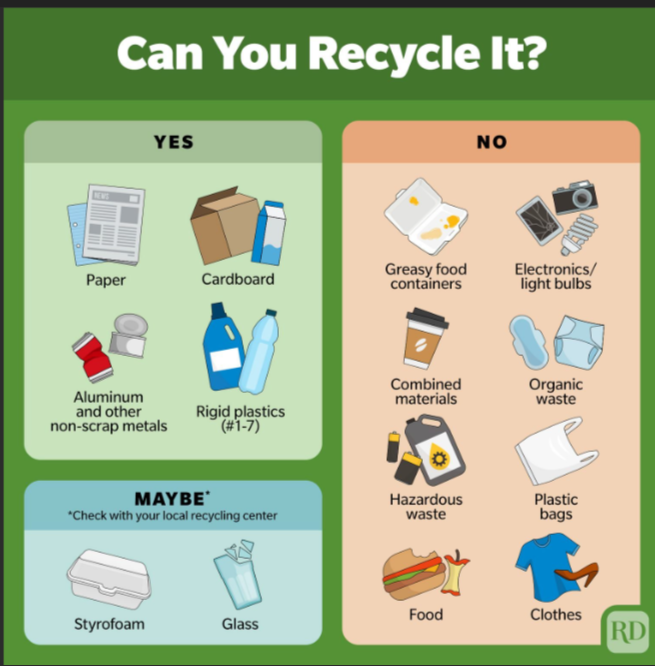 Can You Recycle It?
YES
NEWS
Paper
Cardboard
Aluminum
and other
non-scrap metals
Rigid plastics
(#1-7)
MAYBE*
*Check with your local recycling center
Styrofoam
Glass
NO
Greasy food
containers
Electronics/
light bulbs
Combined
materials
Organic
waste
Hazardous
waste
Plastic
bags
Food
Clothes
RD